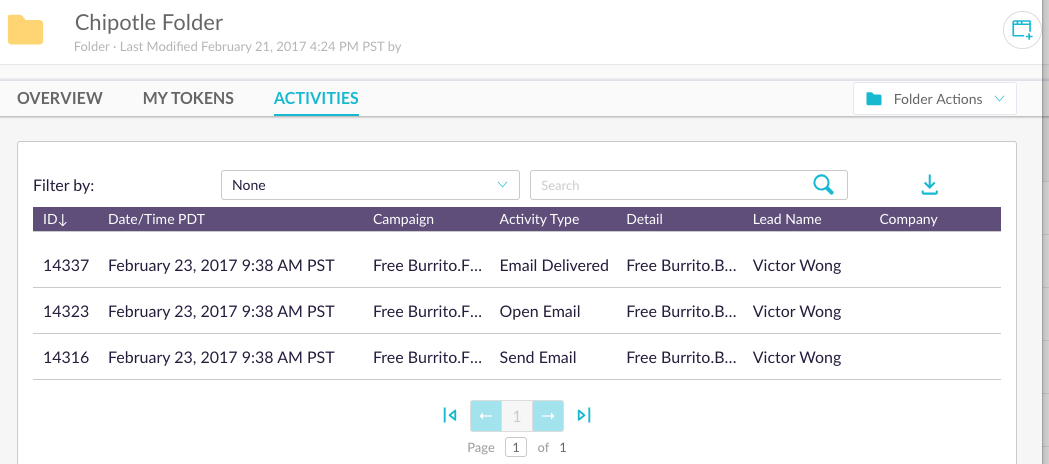 Chipotle Folder
Folder · Last Modified February 21, 2017 4:24 PM PST by
OVERVIEW MY TOKENS ACTIVITIES Folder Actions
Filter by: None Search
ID↓ Date/Time PDT Campaign Activity Type Detail Lead Name Company
14337 February 23, 2017 9:38 AM PST Free Burrito.F... Email Delivered Free Burrito.B... Victor Wong
14323 February 23, 2017 9:38 AM PST Free Burrito.F... Open Email Free Burrito.B... Victor Wong
14316 February 23, 2017 9:38 AM PST Free Burrito.F... Send Email Free Burrito.B... Victor Wong
← 1 →
Page 1 of 1